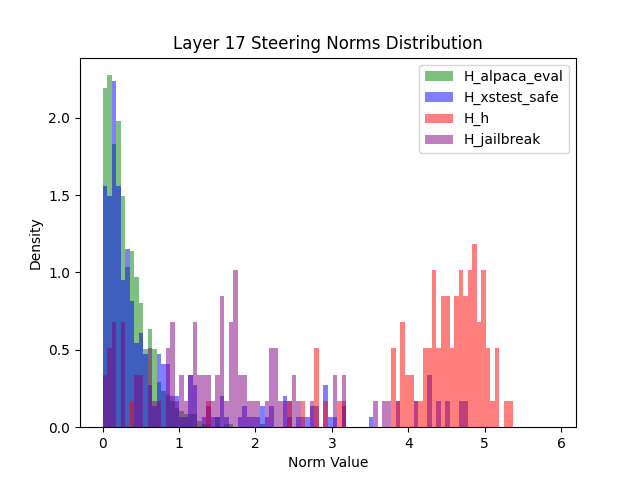 Layer 17 Steering Norms Distribution
H_alpaca_eval
H_xstest_safe
H_h
H_jailbreak
Density
2.0
1.5
1.0
0.5
0.0
0 1 2 3 4 5 6
Norm Value